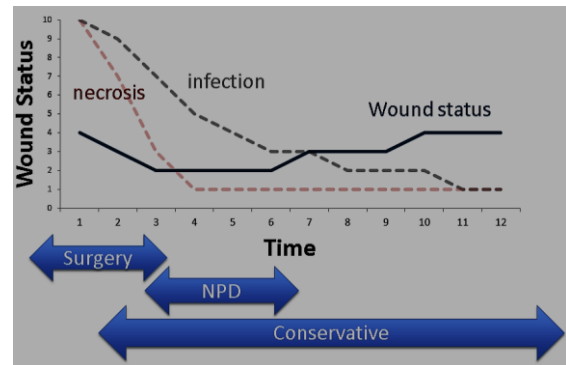 10
9
8
7
6
5
4
3
2
1
Wound Status
necrosis
infection
Wound status
1 2 3 4 5 6 7 8 9 10 11 12
Time
Surgery
NPD
Conservative